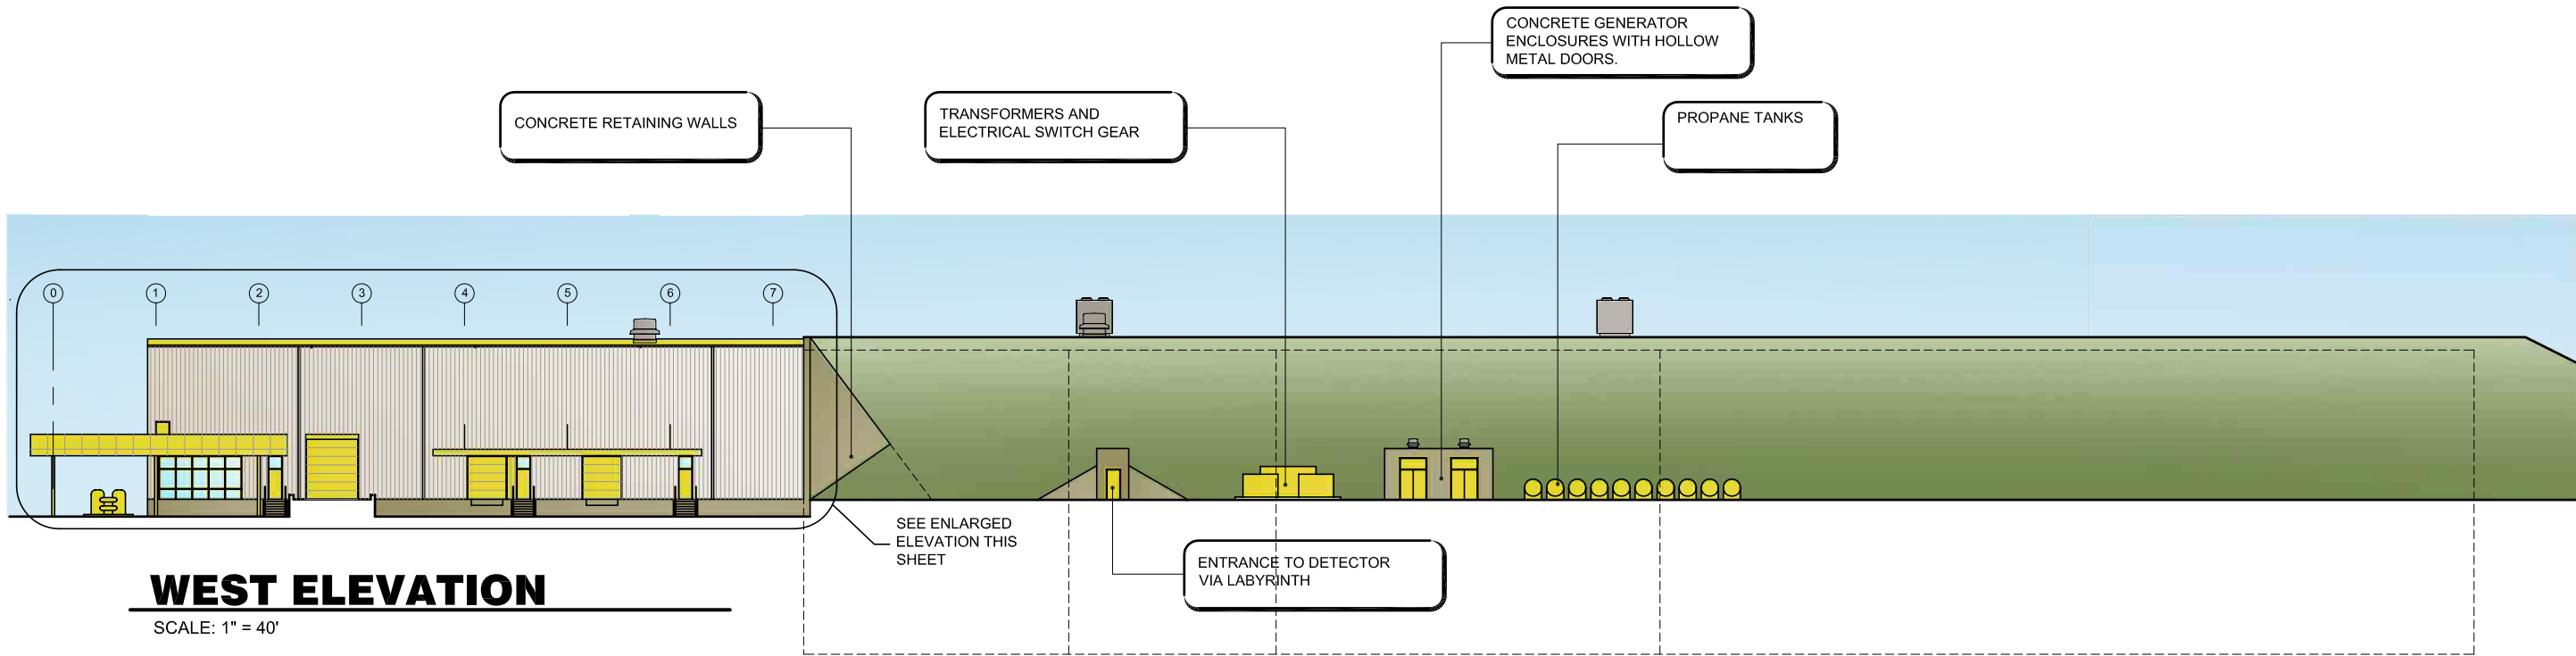 CONCRETE GENERATOR
ENCLOSURES WITH HOLLOW
METAL DOORS.
CONCRETE RETAINING WALLS
TRANSFORMERS AND
ELECTRICAL SWITCH GEAR
PROPANE TANKS
0 1 2 3 4 5 6 7
SEE ENLARGED
ELEVATION THIS
SHEET
ENTRANCE TO DETECTOR
VIA LABYRINTH
WEST ELEVATION
SCALE: 1" = 40'